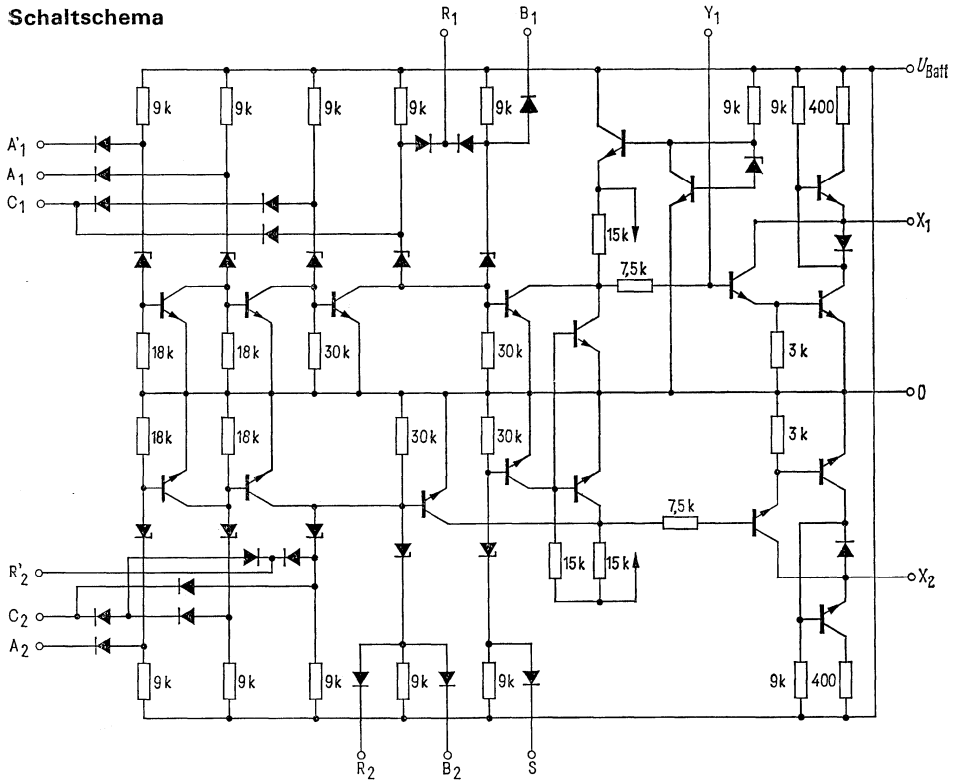 Schaltschema
R₁ B₁ Y₁
U_Batt
9k 9k 9k 9k 9k 9k 9k 400
A'₁
A₁
C₁
X₁
15k
7,5k
18k 18k 30k 30k 3k
0
18k 18k 30k 30k 3k
7,5k
15k 15k
R'₂
X₂
C₂
A₂
9k 9k 9k 9k 9k 9k 400
R₂ B₂ S